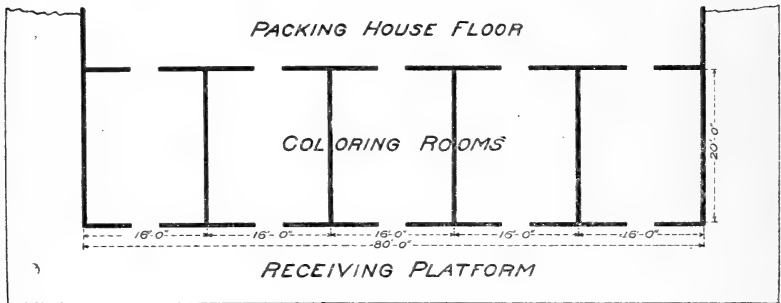 PACKING HOUSE FLOOR
COLORING ROOMS
20'-0"
16'-0" 16'-0" 16'-0" 16'-0" 16'-0"
80'-0"
RECEIVING PLATFORM